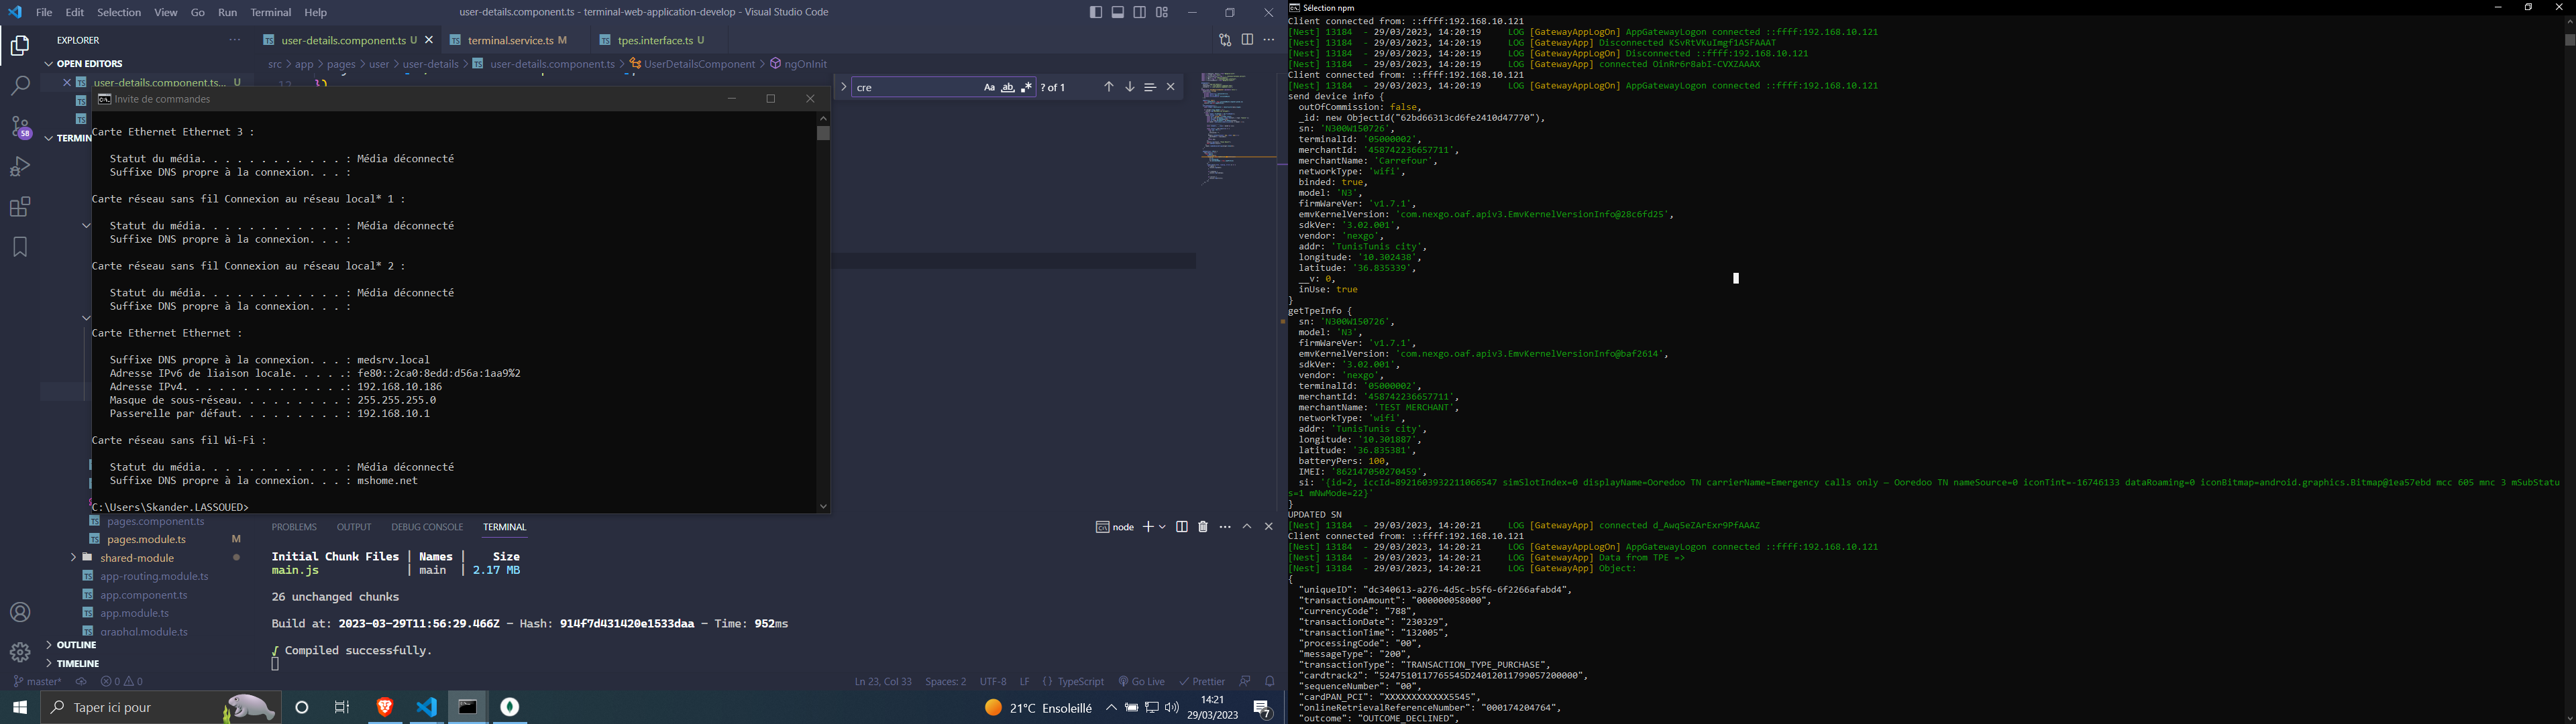 File Edit Selection View Go Run Terminal Help
user-details.component.ts - terminal-web-application-develop - Visual Studio Code
EXPLORER
user-details.component.ts U
terminal.service.ts M
tpes.interface.ts U
OPEN EDITORS
src > app > pages > user > user-details > user-details.component.ts > UserDetailsComponent > ngOnInit
user-details.component.ts... U
12 })
cre
Aa ab
? of 1
TERMIN
58
Invite de commandes
Carte Ethernet Ethernet 3 :
Statut du média. . . . . . . . . . . . : Média déconnecté
Suffixe DNS propre à la connexion. . . :
Carte réseau sans fil Connexion au réseau local* 1 :
Statut du média. . . . . . . . . . . . : Média déconnecté
Suffixe DNS propre à la connexion. . . :
Carte réseau sans fil Connexion au réseau local* 2 :
Statut du média. . . . . . . . . . . . : Média déconnecté
Suffixe DNS propre à la connexion. . . :
Carte Ethernet Ethernet :
Suffixe DNS propre à la connexion. . . : medsrv.local
Adresse IPv6 de liaison locale. . . . .: fe80::2ca0:8edd:d56a:1aa9%2
Adresse IPv4. . . . . . . . . . . . . .: 192.168.10.186
Masque de sous-réseau. . . . . . . . . : 255.255.255.0
Passerelle par défaut. . . . . . . . . : 192.168.10.1
Carte réseau sans fil Wi-Fi :
Statut du média. . . . . . . . . . . . : Média déconnecté
Suffixe DNS propre à la connexion. . . : mshome.net
C:\Users\Skander.LASSOUED>
pages.component.ts
pages.module.ts M
shared-module
app-routing.module.ts
app.component.ts
app.module.ts
graphql.module.ts
OUTLINE
TIMELINE
PROBLEMS OUTPUT DEBUG CONSOLE TERMINAL
node
Initial Chunk Files | Names | Size
main.js | main | 2.17 MB
26 unchanged chunks
Build at: 2023-03-29T11:56:29.466Z - Hash: 914f7d431420e1533daa - Time: 952ms
√ Compiled successfully.
master* 0 0
Ln 23, Col 33 Spaces: 2 UTF-8 LF {} TypeScript Go Live Prettier
Taper ici pour
21°C Ensoleillé
14:21
29/03/2023
7
Sélection npm
Client connected from: ::ffff:192.168.10.121
[Nest] 13184 - 29/03/2023, 14:20:19 LOG [GatewayAppLogOn] AppGatewayLogon connected ::ffff:192.168.10.121
[Nest] 13184 - 29/03/2023, 14:20:19 LOG [GatewayAppLogOn] Disconnected KSvRtVKuImgf1ASFAAAT
[Nest] 13184 - 29/03/2023, 14:20:19 LOG [GatewayAppLogOn] Disconnected ::ffff:192.168.10.121
[Nest] 13184 - 29/03/2023, 14:20:19 LOG [GatewayAppLogOn] connected OinRr6r8abI-CVXZAAAX
Client connected from: ::ffff:192.168.10.121
[Nest] 13184 - 29/03/2023, 14:20:19 LOG [GatewayAppLogOn] AppGatewayLogon connected ::ffff:192.168.10.121
send device info {
outOfCommission: false,
_id: new ObjectId("62bd66313cd6fe2410d47770"),
sn: 'N300W150726',
terminalId: '05000002',
merchantId: '458742236657711',
merchantName: 'Carrefour',
networkType: 'wifi',
binded: true,
model: 'N3',
firmWareVer: 'v1.7.1',
emvKernelVersion: 'com.nexgo.oaf.apiv3.EmvKernelVersionInfo@28c6fd25',
sdkVer: '3.02.001',
vendor: 'nexgo',
addr: 'TunisTunis city',
longitude: '10.302438',
latitude: '36.835339',
__v: 0,
inUse: true
}
getTpeInfo {
sn: 'N300W150726',
model: 'N3',
firmWareVer: 'v1.7.1',
emvKernelVersion: 'com.nexgo.oaf.apiv3.EmvKernelVersionInfo@baf2614',
sdkVer: '3.02.001',
vendor: 'nexgo',
terminalId: '05000002',
merchantId: '458742236657711',
merchantName: 'TEST MERCHANT',
networkType: 'wifi',
addr: 'TunisTunis city',
longitude: '10.301887',
latitude: '36.835381',
batteryPers: 100,
IMEI: '862147050270459',
si: '{id=2, iccId=8921603932211066S47 simSlotIndex=0 displayName=Ooredoo TN carrierName=Emergency calls only — Ooredoo TN nameSource=0 iconTint=-16746133 dataRoaming=0 iconBitmap=android.graphics.Bitmap@1ea57ebd mcc 605 mnc 3 mSubStatu
s=1 mNwMode=22}'
}
UPDATED SN
[Nest] 13184 - 29/03/2023, 14:20:21 LOG [GatewayApp] connected d_Awq5eZArExr9PfAAAZ
Client connected from: ::ffff:192.168.10.121
[Nest] 13184 - 29/03/2023, 14:20:21 LOG [GatewayAppLogOn] AppGatewayLogon connected ::ffff:192.168.10.121
[Nest] 13184 - 29/03/2023, 14:20:21 LOG [GatewayApp] Data from TPE =>
[Nest] 13184 - 29/03/2023, 14:20:21 LOG [GatewayApp] Object:
{
"uniqueID": "dc340613-a276-4d5c-b5f6-6f2266afabd4",
"transactionAmount": "000000058000",
"currencyCode": "788",
"transactionDate": "230329",
"transactionTime": "132005",
"processingCode": "00",
"messageType": "200",
"transactionType": "TRANSACTION_TYPE_PURCHASE",
"cardtrack2": "5247510117765545D24012011799057200000",
"sequenceNumber": "00",
"cardPAN_PCI": "XXXXXXXXXXXX5545",
"onlineRetrievalReferenceNumber": "000174204764",
"outcome": "OUTCOME_DECLINED",